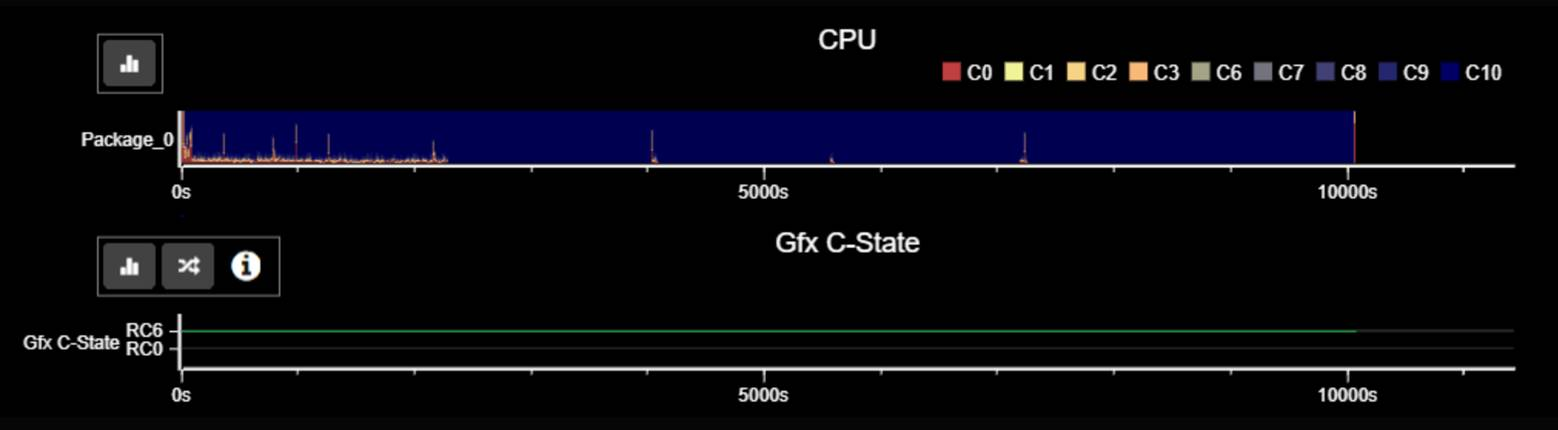 CPU
C0 C1 C2 C3 C6 C7 C8 C9 C10
Package_0
0s 5000s 10000s
Gfx C-State
i
RC6
Gfx C-State
RC0
0s 5000s 10000s